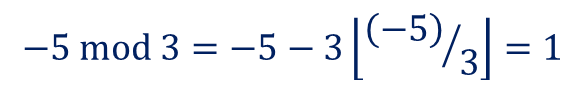 −5 mod 3 = −5 − 3 ⌊(−5)/3⌋ = 1